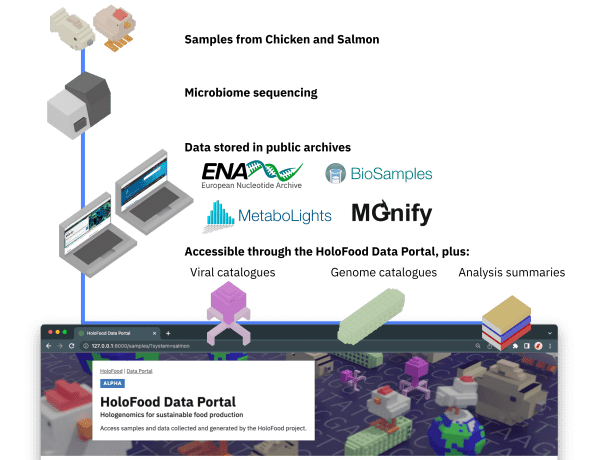 Samples from Chicken and Salmon
Microbiome sequencing
Data stored in public archives
ENA
European Nucleotide Archive
BioSamples
MetaboLights
MGnify
Accessible through the HoloFood Data Portal, plus:
Viral catalogues
Genome catalogues
Analysis summaries
HoloFood Data Portal
127.0.0.1:8000/samples/?system=salmon
HoloFood | Data Portal
ALPHA
HoloFood Data Portal
Hologenomics for sustainable food production
Access samples and data collected and generated by the HoloFood project.